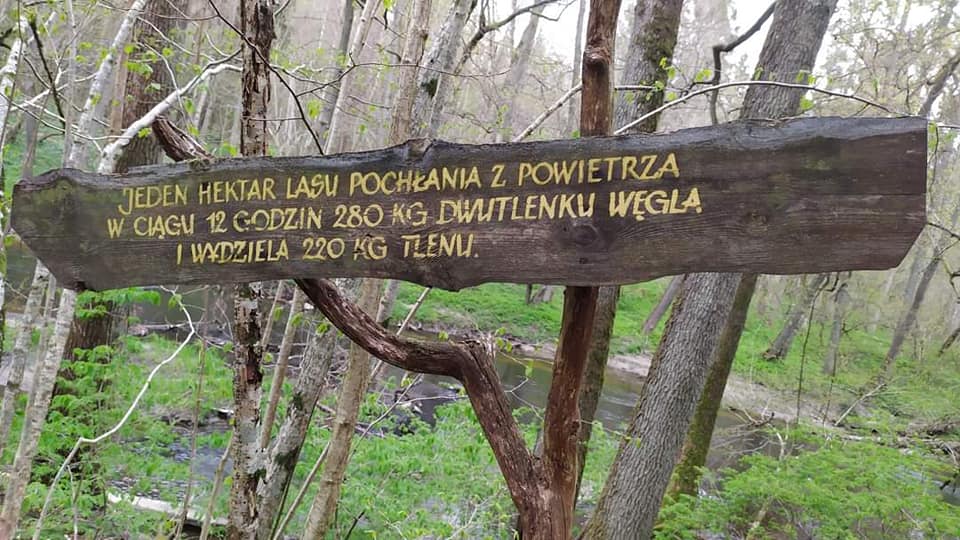 JEDEN HEKTAR LASU POCHŁANIA Z POWIETRZA
W CIĄGU 12 GODZIN 280 KG DWUTLENKU WĘGLA
I WYDZIELA 220 KG TLENU.